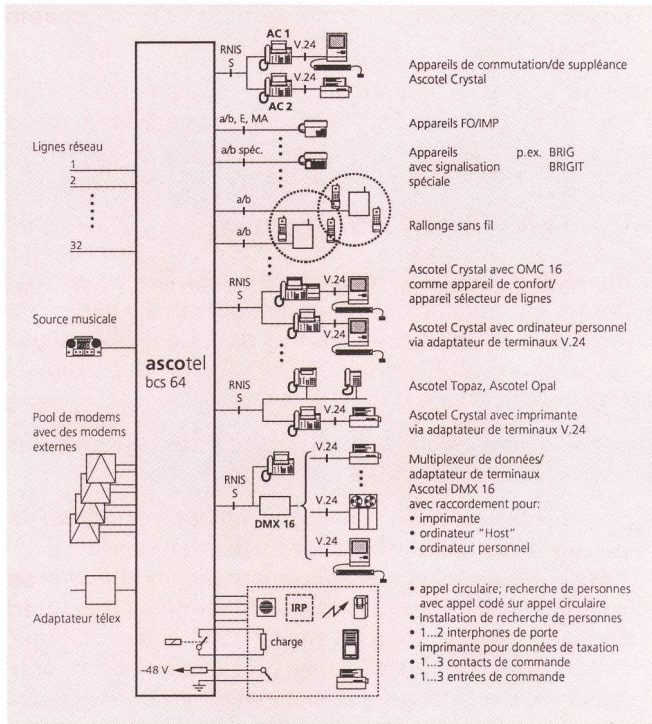 AC 1
RNIS
S
V.24
V.24
AC 2
Appareils de commutation/de suppléance
Ascotel Crystal
a/b, E, MA
Appareils FO/IMP
Lignes réseau
1
2
32
a/b spéc.
Appareils p.ex. BRIG
avec signalisation BRIGIT
spéciale
a/b
a/b
Rallonge sans fil
RNIS
S
V.24
V.24
Ascotel Crystal avec OMC 16
comme appareil de confort/
appareil sélecteur de lignes
Ascotel Crystal avec ordinateur personnel
via adaptateur de terminaux V.24
Source musicale
ascotel
bcs 64
RNIS
S
V.24
Ascotel Topaz, Ascotel Opal
Ascotel Crystal avec imprimante
via adaptateur de terminaux V.24
Pool de modems
avec des modems
externes
RNIS
S
DMX 16
V.24
V.24
V.24
Multiplexeur de données/
adaptateur de terminaux
Ascotel DMX 16
avec raccordement pour:
• imprimante
• ordinateur "Host"
• ordinateur personnel
Adaptateur télex
IRP
charge
–48 V
• appel circulaire; recherche de personnes
avec appel codé sur appel circulaire
• Installation de recherche de personnes
• 1...2 interphones de porte
• imprimante pour données de taxation
• 1...3 contacts de commande
• 1...3 entrées de commande